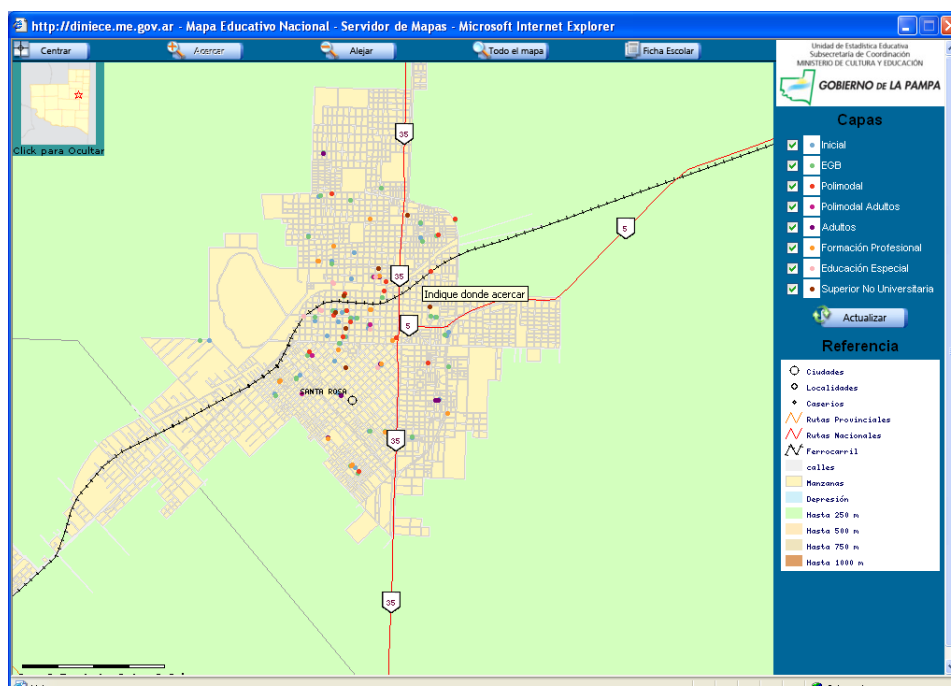 http://diniece.me.gov.ar - Mapa Educativo Nacional - Servidor de Mapas - Microsoft Internet Explorer
Centrar
Acercar
Alejar
Todo el mapa
Ficha Escolar
Unidad de Estadística Educativa
Subsecretaría de Coordinación
MINISTERIO DE CULTURA Y EDUCACIÓN
GOBIERNO DE LA PAMPA
Click para Ocultar
35
5
35
Indique donde acercar
5
SANTA ROSA
35
35
Capas
Inicial
EGB
Polimodal
Polimodal Adultos
Adultos
Formación Profesional
Educación Especial
Superior No Universitaria
Actualizar
Referencia
Ciudades
Localidades
Caserios
Rutas Provinciales
Rutas Nacionales
Ferrocarril
calles
Manzanas
Depresión
Hasta 250 m
Hasta 500 m
Hasta 750 m
Hasta 1000 m